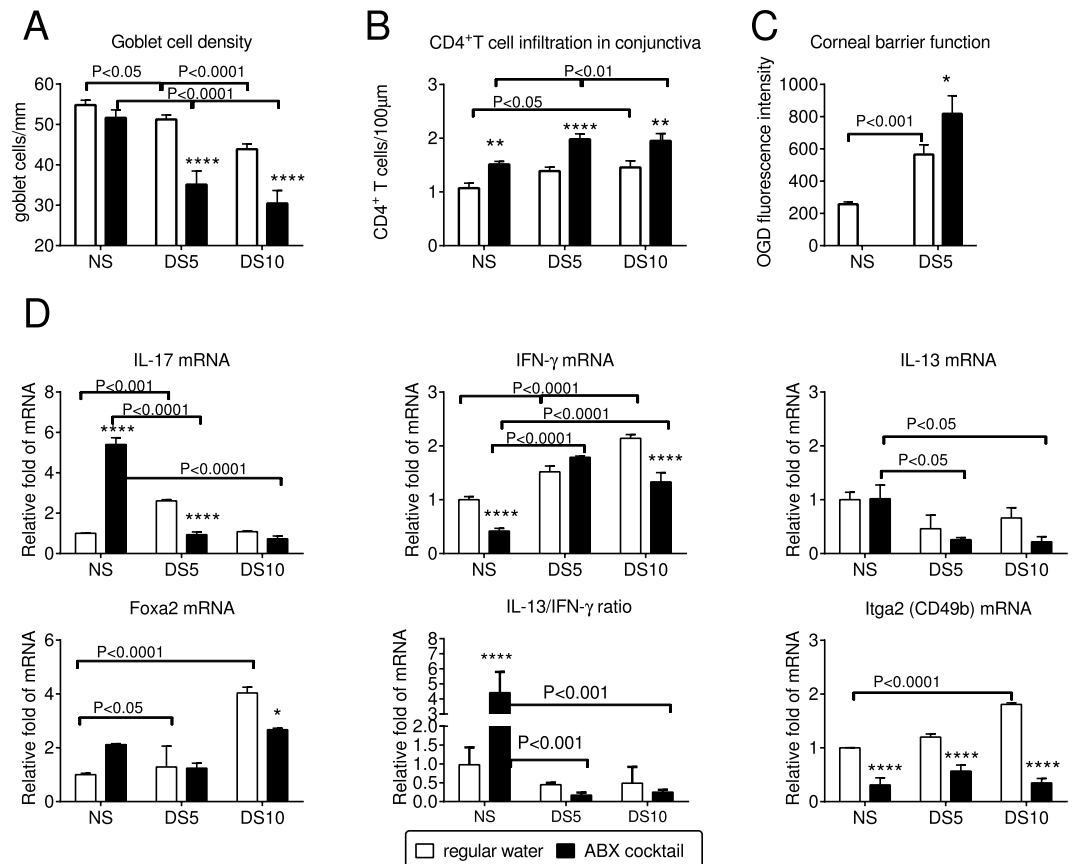 A
Goblet cell density
P<0.05
P<0.0001
P<0.0001
goblet cells/mm
60
50
40
30
20
****
****
NS
DS5
DS10
B
CD4+T cell infiltration in conjunctiva
P<0.01
P<0.05
CD4+ T cells/100µm
3
2
1
0
**
****
**
NS
DS5
DS10
C
Corneal barrier function
*
P<0.001
OGD fluorescence intensity
1000
800
600
400
200
0
NS
DS5
D
IL-17 mRNA
P<0.001
P<0.0001
****
P<0.0001
****
Relative fold of mRNA
8
6
4
2
0
NS
DS5
DS10
IFN-γ mRNA
P<0.0001
P<0.0001
P<0.0001
****
****
Relative fold of mRNA
3
2
1
0
NS
DS5
DS10
IL-13 mRNA
P<0.05
P<0.05
Relative fold of mRNA
3
2
1
0
NS
DS5
DS10
Foxa2 mRNA
P<0.0001
P<0.05
*
Relative fold of mRNA
6
4
2
0
NS
DS5
DS10
IL-13/IFN-γ ratio
****
P<0.001
P<0.001
Relative fold of mRNA
8
7
6
5
4
3
2.0
1.5
1.0
0.5
0.0
NS
DS5
DS10
Itga2 (CD49b) mRNA
P<0.0001
****
****
****
Relative fold of mRNA
3
2
1
0
NS
DS5
DS10
regular water
ABX cocktail